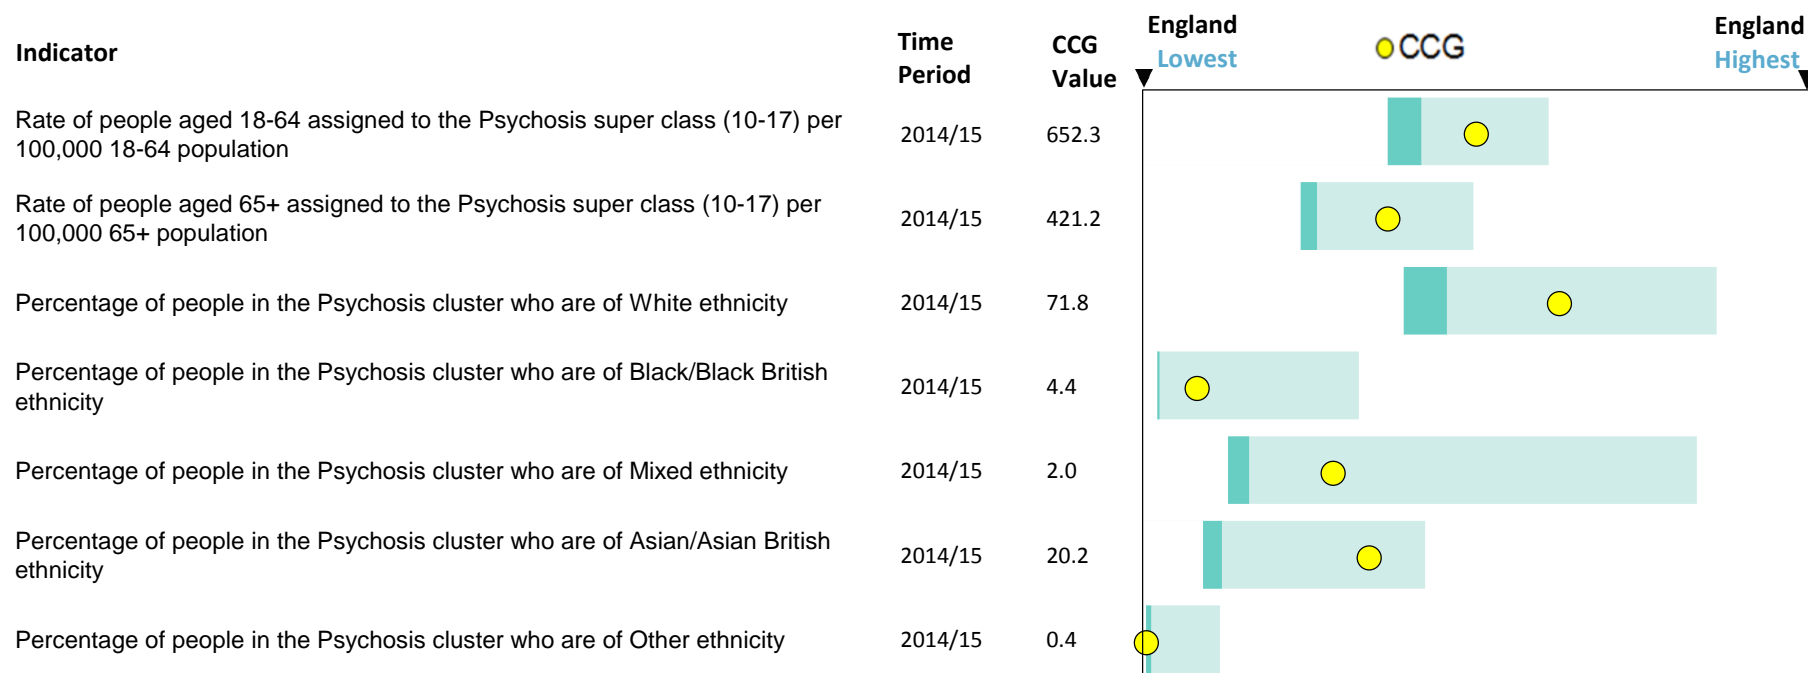 Indicator
Time Period
CCG Value
England Lowest
CCG
England Highest
Rate of people aged 18-64 assigned to the Psychosis super class (10-17) per
100,000 18-64 population
2014/15
652.3
Rate of people aged 65+ assigned to the Psychosis super class (10-17) per
100,000 65+ population
2014/15
421.2
Percentage of people in the Psychosis cluster who are of White ethnicity
2014/15
71.8
Percentage of people in the Psychosis cluster who are of Black/Black British
ethnicity
2014/15
4.4
Percentage of people in the Psychosis cluster who are of Mixed ethnicity
2014/15
2.0
Percentage of people in the Psychosis cluster who are of Asian/Asian British
ethnicity
2014/15
20.2
Percentage of people in the Psychosis cluster who are of Other ethnicity
2014/15
0.4